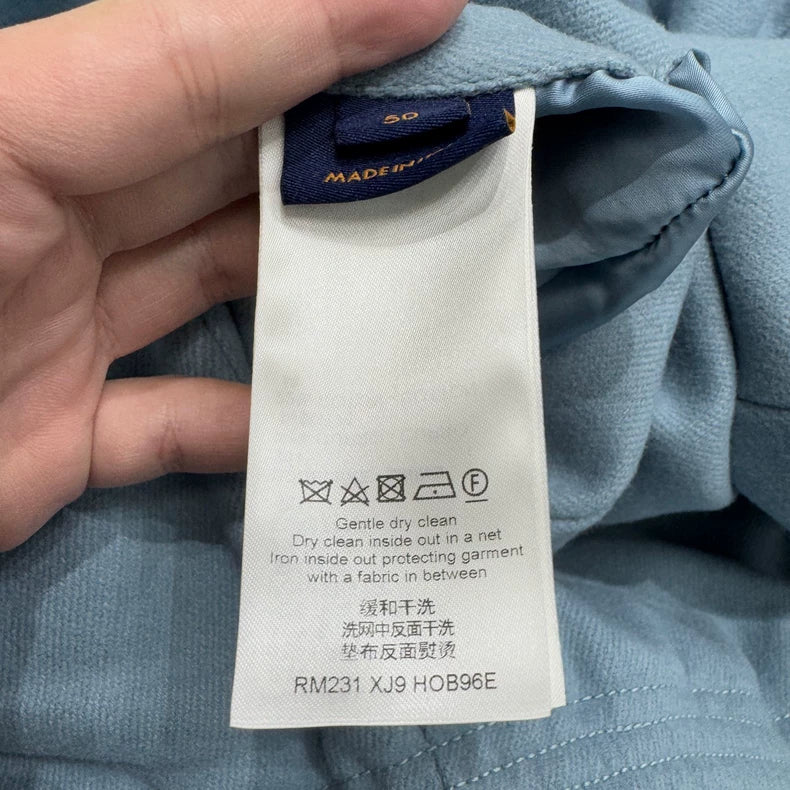 50
MADE IN
F
Gentle dry clean
Dry clean inside out in a net
Iron inside out protecting garment
with a fabric in between
缓和干洗
洗网中反面干洗
垫布反面熨烫
RM231 XJ9 HOB96E